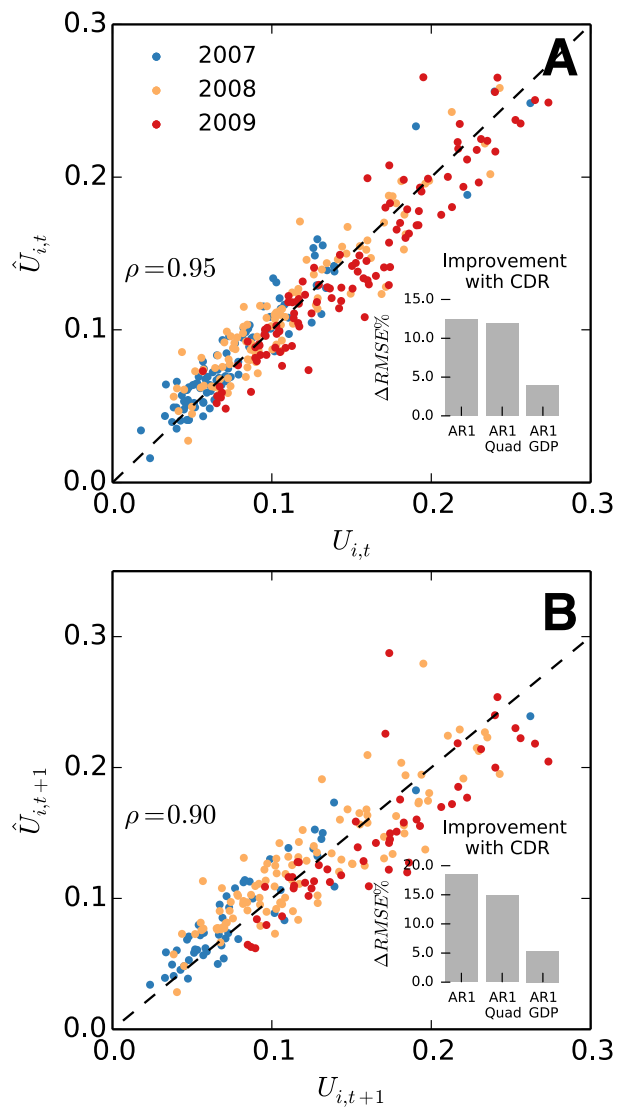 A
0.3
2007
2008
2009
0.2
Û_{i,t}
ρ=0.95
Improvement
with CDR
15.0
10.0
5.0
0.0
ΔRMSE%
AR1
AR1
Quad
AR1
GDP
0.1
0.0
0.0
0.1
0.2
0.3
U_{i,t}
B
0.3
0.2
Û_{i,t+1}
ρ=0.90
Improvement
with CDR
20.0
15.0
10.0
5.0
0.0
ΔRMSE%
AR1
AR1
Quad
AR1
GDP
0.1
0.0
0.0
0.1
0.2
0.3
U_{i,t+1}